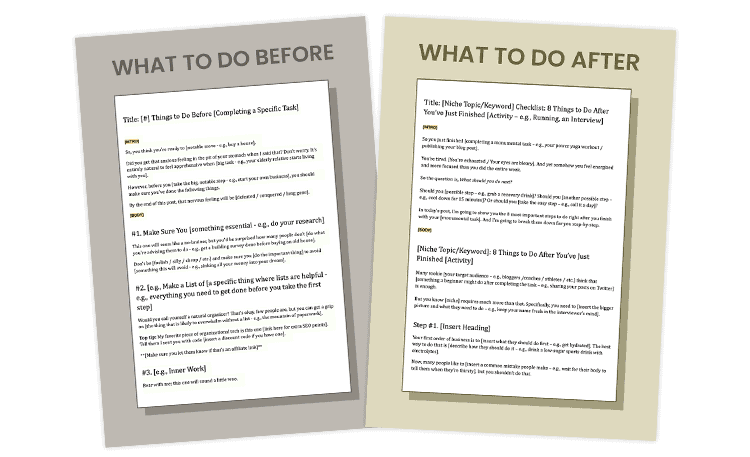 WHAT TO DO BEFORE
Title: [#] Things to Do Before [Completing a Specific Task]
[INTRO]
So, you think you're ready to [notable move - e.g., buy a house].
Did you get that anxious feeling in the pit of your stomach when I said that? Don't worry. It's
entirely natural to feel apprehensive when [big task - e.g., your elderly relative starts living
with you].
However, before you [take the big, notable step - e.g., start your own business], you should
make sure you've done the following things.
By the end of this post, that nervous feeling will be [flattened / conquered / long gone].
[BODY]
#1. Make Sure You [something essential - e.g., do your research]
This one will seem like a no-brainer, but you'd be surprised how many people don't [do what
you're advising them to do - e.g., get a building survey done before buying an old house].
Don't be [foolish / silly / cheap / etc] and make sure you [do the important thing] to avoid
[something this will avoid - e.g., sinking all your money into your dream].
#2. [e.g., Make a List of [a specific thing where lists are helpful -
e.g., everything you need to get done before you take the first
step]
Would you call yourself a natural organizer? That's okay, few people are, but you can get a grip
on [the thing that is likely to overwhelm without a list - e.g., the mountain of paperwork].
Top tip: My favorite piece of organizational tech is this one [link here for extra SEO points].
Tell them I sent you with code [insert a discount code if you have one].
**[Make sure you let them know if that's an affiliate link]**
#3. [e.g., Inner Work]
Bear with me; this one will sound a little woo.
WHAT TO DO AFTER
Title: [Niche Topic/Keyword] Checklist: 8 Things to Do After
You've Just Finished [Activity - e.g., Running, an Interview]
[INTRO]
So you just finished [completing a monumental task - e.g., your power yoga workout /
publishing your blog post].
You're tired. [You're exhausted / Your eyes are bleary]. And yet somehow you feel energized
and more focused than you did the entire week.
So the question is, What should you do next?
Should you [possible step - e.g., grab a recovery drink]? Should you [another possible step -
e.g., cool down for 15 minutes]? Or should you [take the easy step - e.g., call it a day]?
In today's post, I'm going to show you the 8 most important steps to do right after you finish
with your [monumental task]. And I'm going to break them down for you step-by-step.
[BODY]
[Niche Topic/Keyword]: 8 Things to Do After You've Just
Finished [Activity]
Many rookie [your target audience - e.g., bloggers / coaches / athletes / etc.] think that
[something a beginner might do after completing the task - e.g., sharing your posts on Twitter]
is enough.
But you know [niche] requires much more than that. Specifically, you need to [insert the bigger
picture and what they need to do - e.g., keep your name fresh in the interviewer's mind].
Step #1. [Insert Heading]
Your first order of business is to [insert what they should do first - e.g., get hydrated]. The best
way to do that is [describe how they should do it - e.g., drink a low-sugar sports drink with
electrolytes].
Now, many people like to [insert a common mistake people make - e.g., wait for their body to
tell them when they're thirsty], but you shouldn't do that.